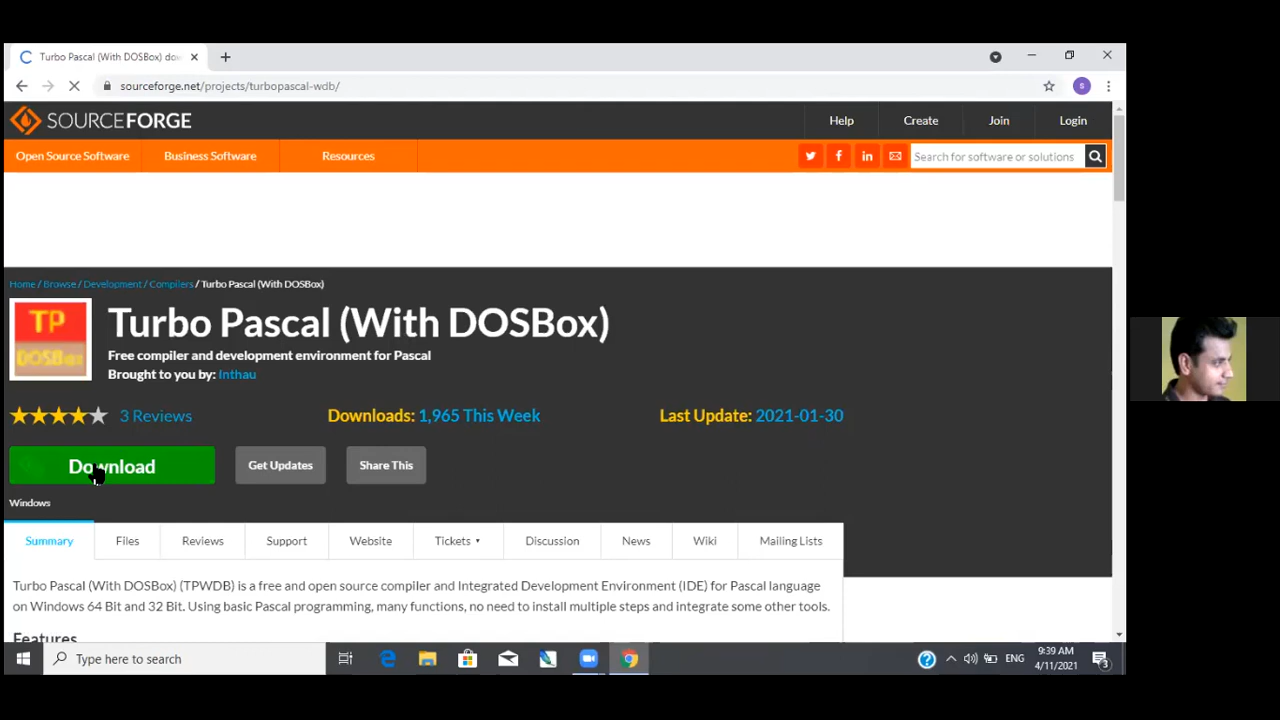 Turbo Pascal (With DOSBox) do
sourceforge.net/projects/turbopascal-wdb/
S
SOURCEFORGE
Help
Create
Join
Login
Open Source Software
Business Software
Resources
Search for software or solutions
Home / Browse / Development / Compilers / Turbo Pascal (With DOSBox)
TP
DOSBox
Turbo Pascal (With DOSBox)
Free compiler and development environment for Pascal
Brought to you by: Inthau
3 Reviews
Downloads: 1,965 This Week
Last Update: 2021-01-30
Download
Get Updates
Share This
Windows
Summary
Files
Reviews
Support
Website
Tickets
Discussion
News
Wiki
Mailing Lists
Turbo Pascal (With DOSBox) (TPWDB) is a free and open source compiler and Integrated Development Environment (IDE) for Pascal language
on Windows 64 Bit and 32 Bit. Using basic Pascal programming, many functions, no need to install multiple steps and integrate some other tools.
Features
Type here to search
ENG
9:39 AM
4/11/2021
3